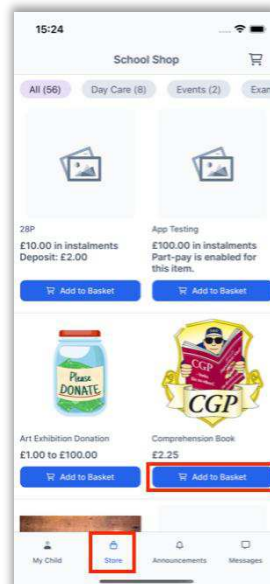 15:24
School Shop
All (56) Day Care (8) Events (2) Exam
28P
£10.00 in instalments
Deposit: £2.00
Add to Basket
App Testing
£100.00 in instalments
Part-pay is enabled for
this item.
Add to Basket
Please
DONATE
Art Exhibition Donation
£1.00 to £100.00
Add to Basket
CGP
CGP
Comprehension Book
£2.25
Add to Basket
My Child Store Announcements Messages